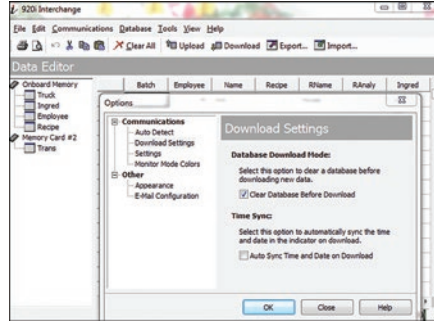 920i Interchange
File Edit Communications Database Tools View Help
Clear All Upload Download Export... Import...
Data Editor
Onboard Memory
Truck
Ingred
Employee
Recipe
Memory Card #2
Trans
Batch Employee Name Recipe RName RAnaly Ingred
Options
Communications
Auto Detect
Download Settings
Settings
Monitor Mode Colors
Other
Appearance
E-Mail Configuration
Download Settings
Database Download Mode:
Select this option to clear a database before
downloading new data.
Clear Database Before Download
Time Sync:
Select this option to automatically sync the time
and date in the indicator on download.
Auto Sync Time and Date on Download
OK Close Help